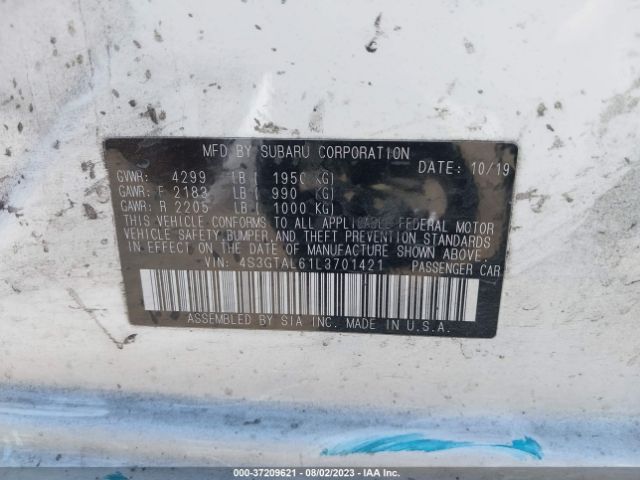 MFD BY SUBARU CORPORATION
DATE: 10/19
GVWR: 4299 LB ( 1950 KG)
GAWR: F 2183 LB ( 990 KG)
GAWR: R 2205 LB ( 1000 KG)
THIS VEHICLE CONFORMS TO ALL APPLICABLE FEDERAL MOTOR
VEHICLE SAFETY,BUMPER,AND THEFT PREVENTION STANDARDS
IN EFFECT ON THE DATE OF MANUFACTURE SHOWN ABOVE.
VIN: 4S3GTAL61L3701421 PASSENGER CAR
ASSEMBLED BY SIA INC. MADE IN U.S.A.
000-37209621 - 08/02/2023 - IAA Inc.